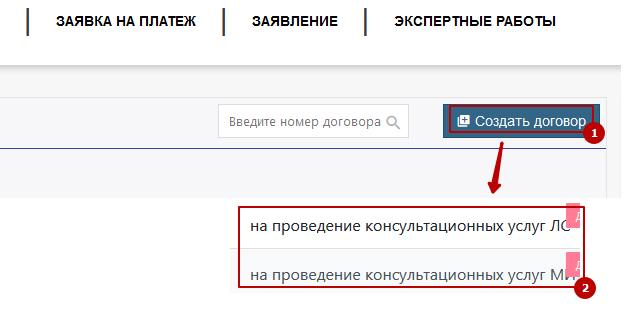 ЗАЯВКА НА ПЛАТЕЖ ЗАЯВЛЕНИЕ ЭКСПЕРТНЫЕ РАБОТЫ
Введите номер договора Создать договор
1
на проведение консультационных услуг ЛС
на проведение консультационных услуг МИ
2